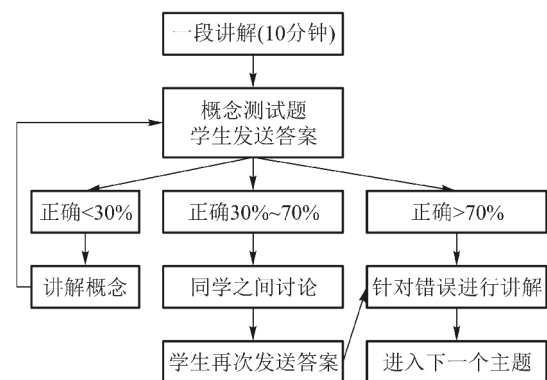 一段讲解(10分钟)
概念测试题
学生发送答案
正确<30%
正确30%~70%
正确>70%
讲解概念
同学之间讨论
针对错误进行讲解
学生再次发送答案
进入下一个主题